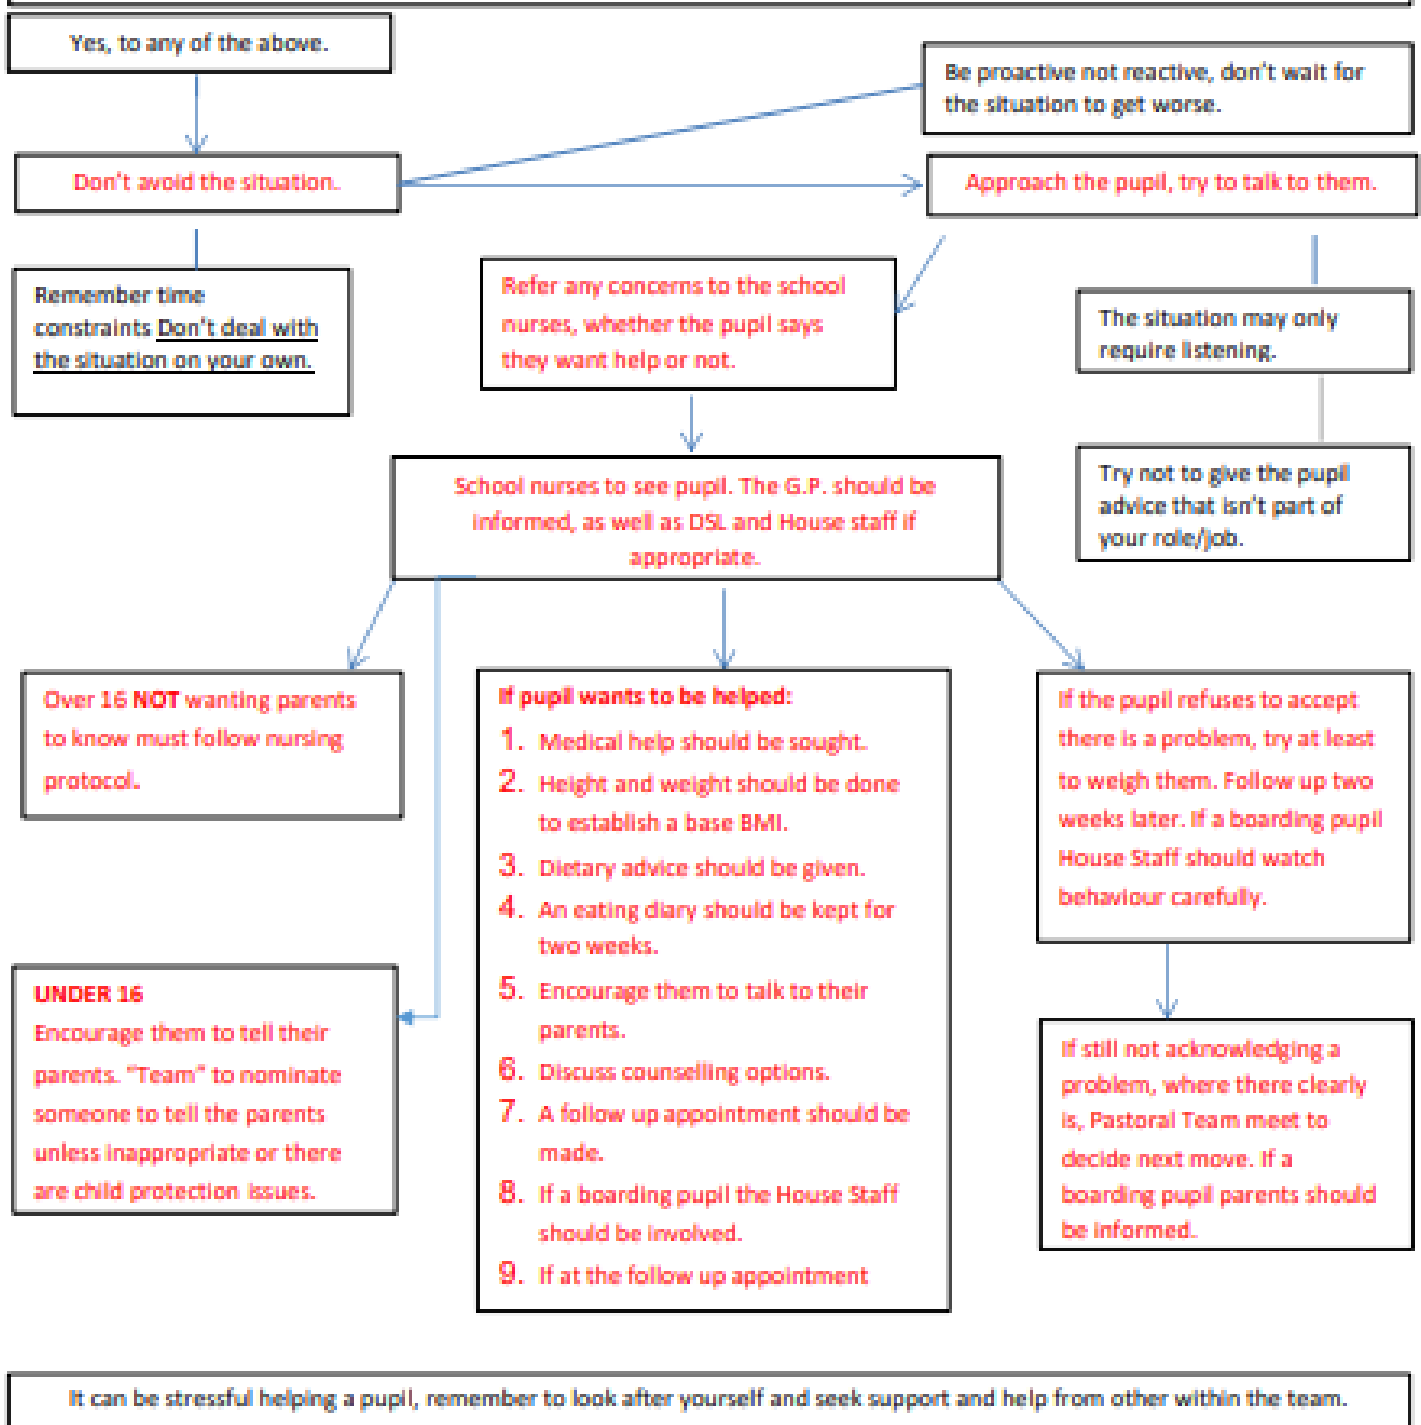 Yes, to any of the above.
Be proactive not reactive, don't wait for
the situation to get worse.
Don't avoid the situation.
Approach the pupil, try to talk to them.
Remember time
constraints Don't deal with
the situation on your own.
Refer any concerns to the school
nurses, whether the pupil says
they want help or not.
The situation may only
require listening.
Try not to give the pupil
advice that isn't part of
your role/job.
School nurses to see pupil. The G.P. should be
informed, as well as DSL and House staff if
appropriate.
Over 16 NOT wanting parents
to know must follow nursing
protocol.
UNDER 16
Encourage them to tell their
parents. "Team" to nominate
someone to tell the parents
unless inappropriate or there
are child protection issues.
If pupil wants to be helped:
1. Medical help should be sought.
2. Height and weight should be done
to establish a base BMI.
3. Dietary advice should be given.
4. An eating diary should be kept for
two weeks.
5. Encourage them to talk to their
parents.
6. Discuss counselling options.
7. A follow up appointment should be
made.
8. If a boarding pupil the House Staff
should be involved.
9. If at the follow up appointment
If the pupil refuses to accept
there is a problem, try at least
to weigh them. Follow up two
weeks later. If a boarding pupil
House Staff should watch
behaviour carefully.
If still not acknowledging a
problem, where there clearly
is, Pastoral Team meet to
decide next move. If a
boarding pupil parents should
be informed.
It can be stressful helping a pupil, remember to look after yourself and seek support and help from other within the team.